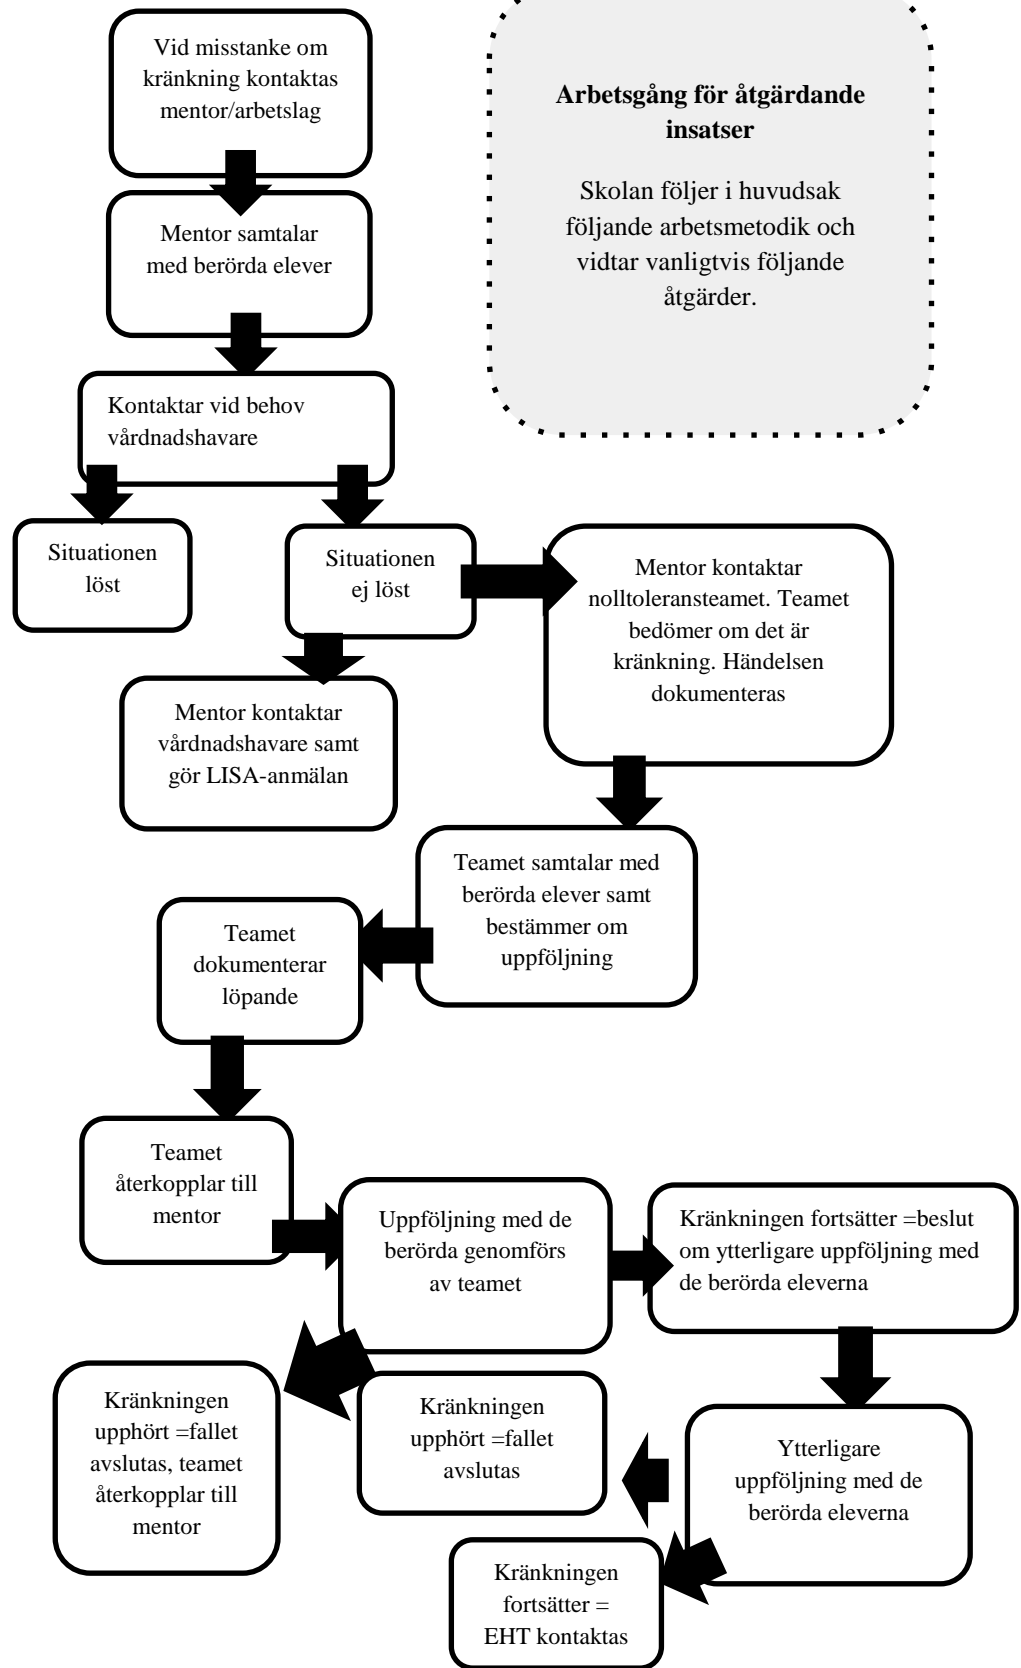 Vid misstanke om
kränkning kontaktas
mentor/arbetslag
Arbetsgång för åtgärdande
insatser
Skolan följer i huvudsak
följande arbetsmetodik och
vidtar vanligtvis följande
åtgärder.
Mentor samtalar
med berörda elever
Kontaktar vid behov
vårdnadshavare
Situationen
löst
Situationen
ej löst
Mentor kontaktar
nolltoleransteamet. Teamet
bedömer om det är
kränkning. Händelsen
dokumenteras
Mentor kontaktar
vårdnadshavare samt
gör LISA-anmälan
Teamet samtalar med
berörda elever samt
bestämmer om
uppföljning
Teamet
dokumenterar
löpande
Teamet
återkopplar till
mentor
Uppföljning med de
berörda genomförs
av teamet
Kränkningen fortsätter =beslut
om ytterligare uppföljning med
de berörda eleverna
Kränkningen
upphört =fallet
avslutas, teamet
återkopplar till
mentor
Kränkningen
upphört =fallet
avslutas
Ytterligare
uppföljning med de
berörda eleverna
Kränkningen
fortsätter =
EHT kontaktas